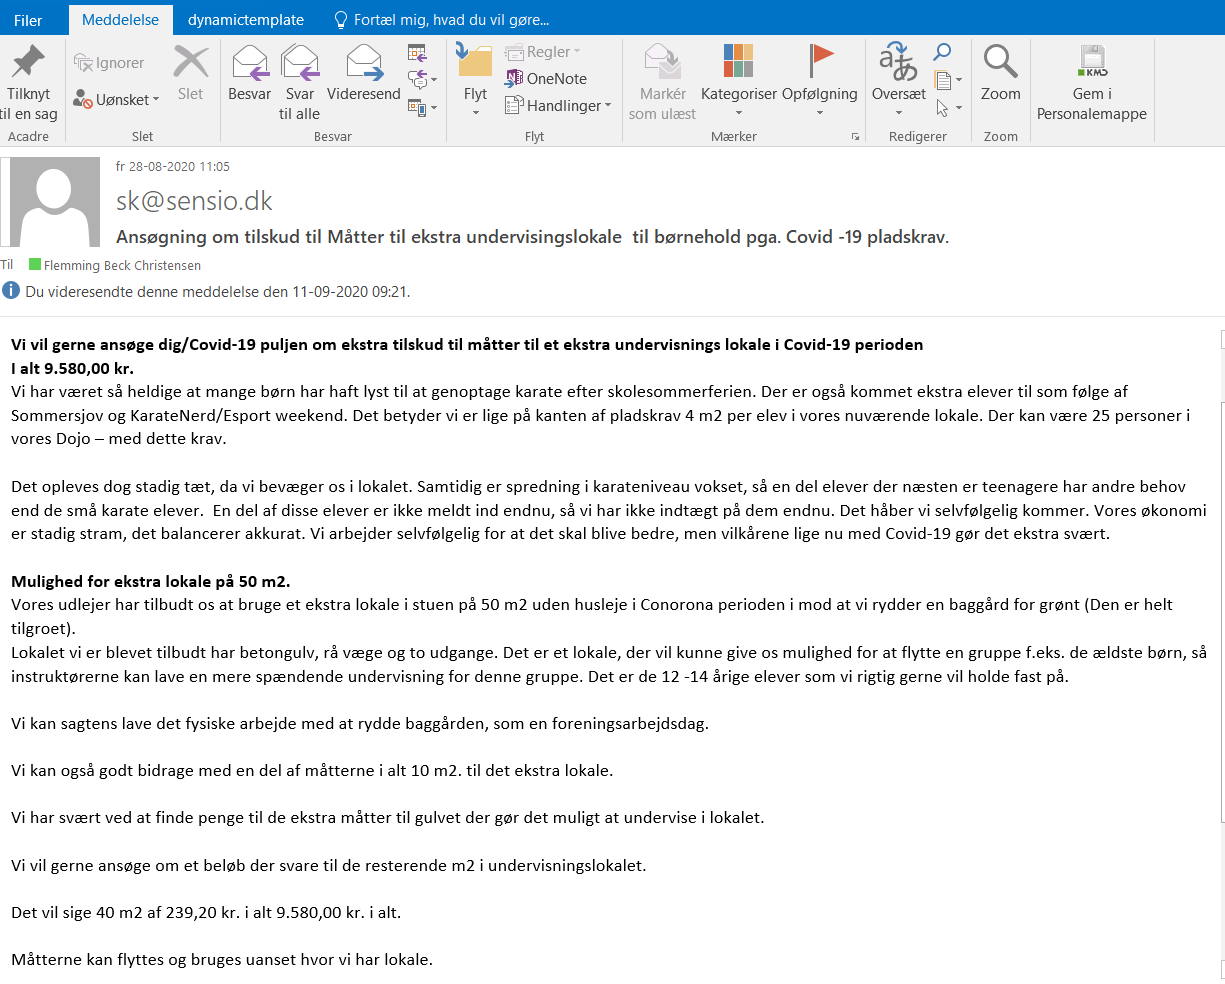 Filer Meddelelse dynamictemplate Fortæl mig, hvad du vil gøre...
Tilknyt til en sag
Acadre
Ignorer
Uønsket
Slet
Slet
Besvar
Svar til alle
Videresend
Besvar
Flyt
Regler
OneNote
Handlinger
Flyt
Markér som ulæst
Kategoriser
Opfølgning
Mærker
Oversæt
Redigerer
Zoom
Zoom
KMD
Gem i Personalemappe
fr 28-08-2020 11:05
sk@sensio.dk
Ansøgning om tilskud til Måtter til ekstra undervisingslokale til børnehold pga. Covid -19 pladskrav.
Til Flemming Beck Christensen
Du videresendte denne meddelelse den 11-09-2020 09:21.
Vi vil gerne ansøge dig/Covid-19 puljen om ekstra tilskud til måtter til et ekstra undervisnings lokale i Covid-19 perioden
I alt 9.580,00 kr.
Vi har været så heldige at mange børn har haft lyst til at genoptage karate efter skolesommerferien. Der er også kommet ekstra elever til som følge af
Sommersjov og KarateNerd/Esport weekend. Det betyder vi er lige på kanten af pladskrav 4 m2 per elev i vores nuværende lokale. Der kan være 25 personer i
vores Dojo – med dette krav.
Det opleves dog stadig tæt, da vi bevæger os i lokalet. Samtidig er spredning i karateniveau vokset, så en del elever der næsten er teenagere har andre behov
end de små karate elever. En del af disse elever er ikke meldt ind endnu, så vi har ikke indtægt på dem endnu. Det håber vi selvfølgelig kommer. Vores økonomi
er stadig stram, det balancerer akkurat. Vi arbejder selvfølgelig for at det skal blive bedre, men vilkårene lige nu med Covid-19 gør det ekstra svært.
Mulighed for ekstra lokale på 50 m2.
Vores udlejer har tilbudt os at bruge et ekstra lokale i stuen på 50 m2 uden husleje i Conorona perioden i mod at vi rydder en baggård for grønt (Den er helt
tilgroet).
Lokalet vi er blevet tilbudt har betongulv, rå væge og to udgange. Det er et lokale, der vil kunne give os mulighed for at flytte en gruppe f.eks. de ældste børn, så
instruktørerne kan lave en mere spændende undervisning for denne gruppe. Det er de 12 -14 årige elever som vi rigtig gerne vil holde fast på.
Vi kan sagtens lave det fysiske arbejde med at rydde baggården, som en foreningsarbejdsdag.
Vi kan også godt bidrage med en del af måtterne i alt 10 m2. til det ekstra lokale.
Vi har svært ved at finde penge til de ekstra måtter til gulvet der gør det muligt at undervise i lokalet.
Vi vil gerne ansøge om et beløb der svare til de resterende m2 i undervisningslokalet.
Det vil sige 40 m2 af 239,20 kr. i alt 9.580,00 kr. i alt.
Måtterne kan flyttes og bruges uanset hvor vi har lokale.